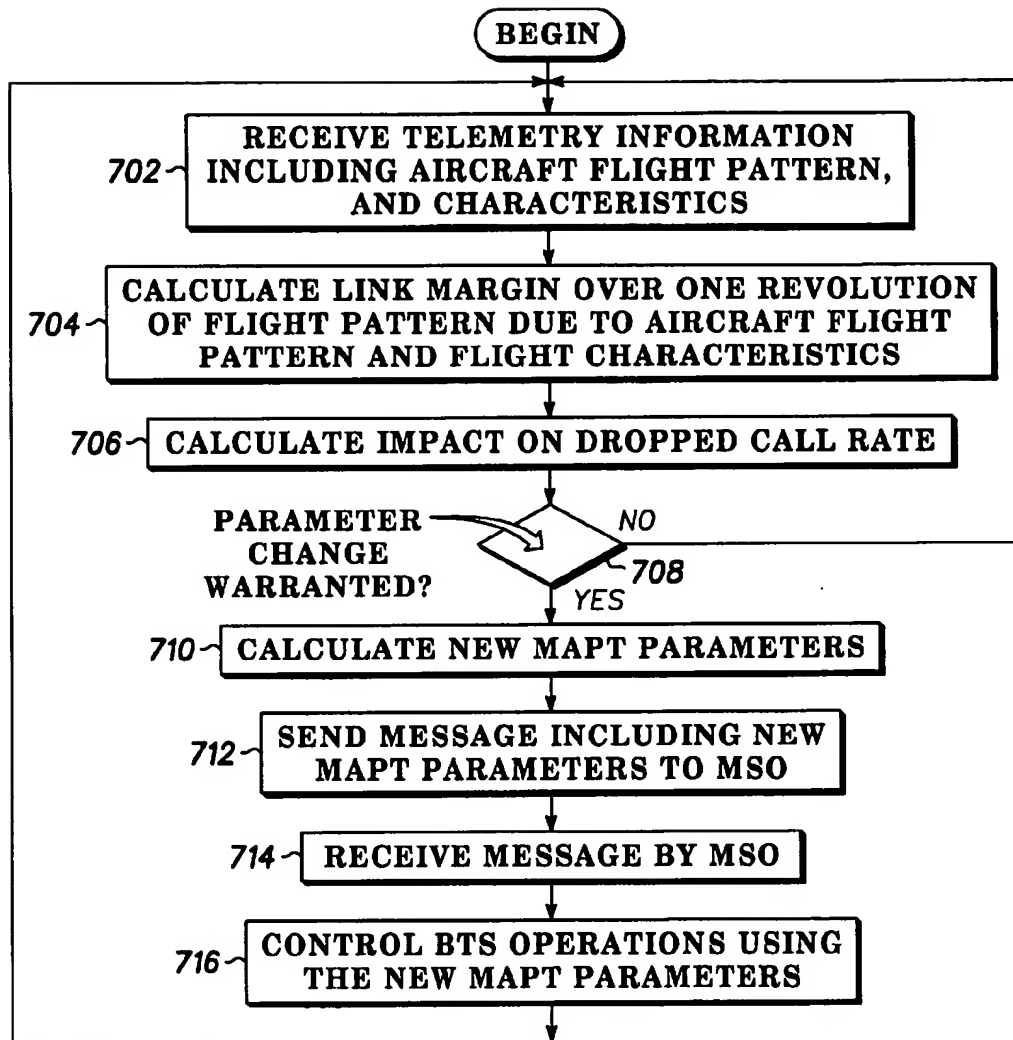 BEGIN
702
RECEIVE TELEMETRY INFORMATION
INCLUDING AIRCRAFT FLIGHT PATTERN,
AND CHARACTERISTICS
704
CALCULATE LINK MARGIN OVER ONE REVOLUTION
OF FLIGHT PATTERN DUE TO AIRCRAFT FLIGHT
PATTERN AND FLIGHT CHARACTERISTICS
706
CALCULATE IMPACT ON DROPPED CALL RATE
PARAMETER
CHANGE
WARRANTED?
NO
708
YES
710
CALCULATE NEW MAPT PARAMETERS
712
SEND MESSAGE INCLUDING NEW
MAPT PARAMETERS TO MSO
714
RECEIVE MESSAGE BY MSO
716
CONTROL BTS OPERATIONS USING
THE NEW MAPT PARAMETERS